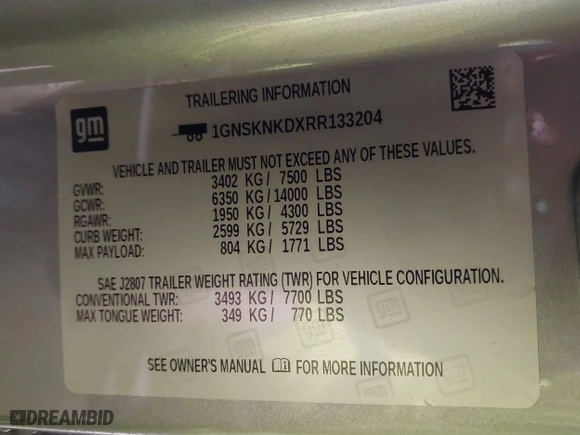 gm
TRAILERING INFORMATION
1GNSKNKDXRR133204
VEHICLE AND TRAILER MUST NOT EXCEED ANY OF THESE VALUES.
GVWR: 3402 KG/ 7500 LBS
GCWR: 6350 KG/14000 LBS
RGAWR: 1950 KG/ 4300 LBS
CURB WEIGHT: 2599 KG/ 5729 LBS
MAX PAYLOAD: 804 KG/ 1771 LBS
SAE J2807 TRAILER WEIGHT RATING (TWR) FOR VEHICLE CONFIGURATION.
CONVENTIONAL TWR: 3493 KG/ 7700 LBS
MAX TONGUE WEIGHT: 349 KG/ 770 LBS
SEE OWNER'S MANUAL FOR MORE INFORMATION
DREAMBID